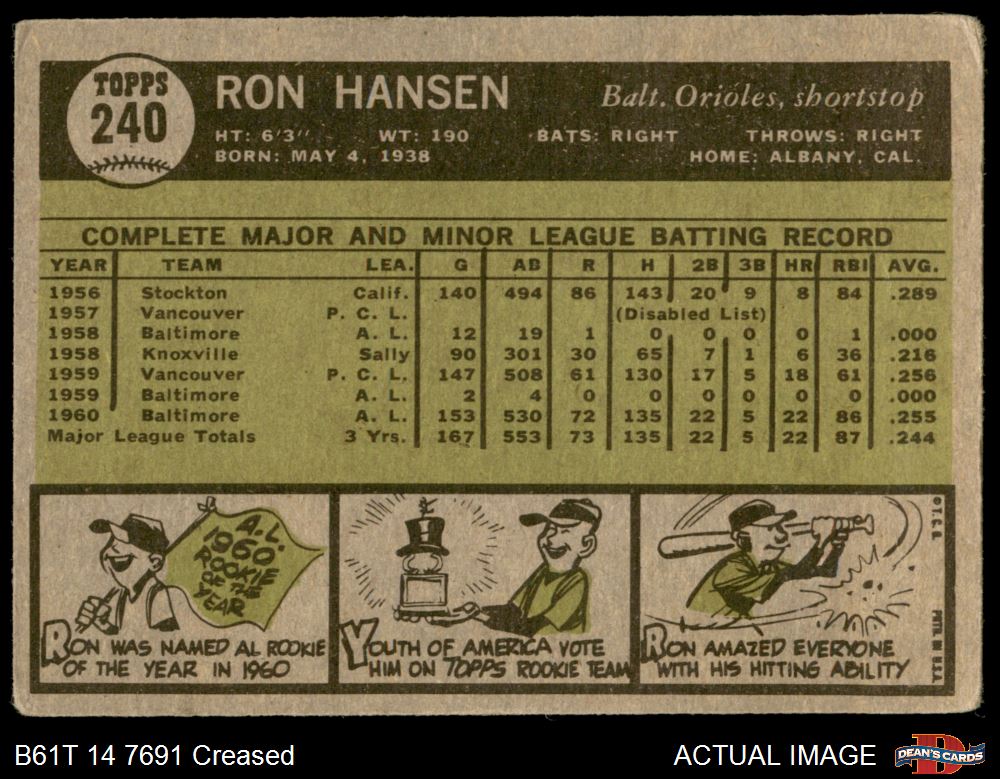 TOPPS
240
RON HANSEN
Balt. Orioles, shortstop
HT: 6'3" WT: 190 BATS: RIGHT THROWS: RIGHT
BORN: MAY 4, 1938 HOME: ALBANY, CAL.
COMPLETE MAJOR AND MINOR LEAGUE BATTING RECORD
YEAR TEAM LEA. G AB R H 2B 3B HR RBI AVG.
1956 Stockton Calif. 140 494 86 143 20 9 8 84 .289
1957 Vancouver P. C. L. (Disabled List)
1958 Baltimore A. L. 12 19 1 0 0 0 0 1 .000
1958 Knoxville Sally 90 301 30 65 7 1 6 36 .216
1959 Vancouver P. C. L. 147 508 61 130 17 5 18 61 .256
1959 Baltimore A. L. 2 4 0 0 0 0 0 0 .000
1960 Baltimore A. L. 153 530 72 135 22 5 22 86 .255
Major League Totals 3 Yrs. 167 553 73 135 22 5 22 87 .244
A.L.
1960
ROOKIE
OF THE
YEAR
RON WAS NAMED AL ROOKIE
OF THE YEAR IN 1960
YOUTH OF AMERICA VOTE
HIM ON TOPPS ROOKIE TEAM
RON AMAZED EVERYONE
WITH HIS HITTING ABILITY
© T.C.G.
PRTD. IN U.S.A.
B61T 14 7691 Creased
ACTUAL IMAGE
DEAN'S CARDS